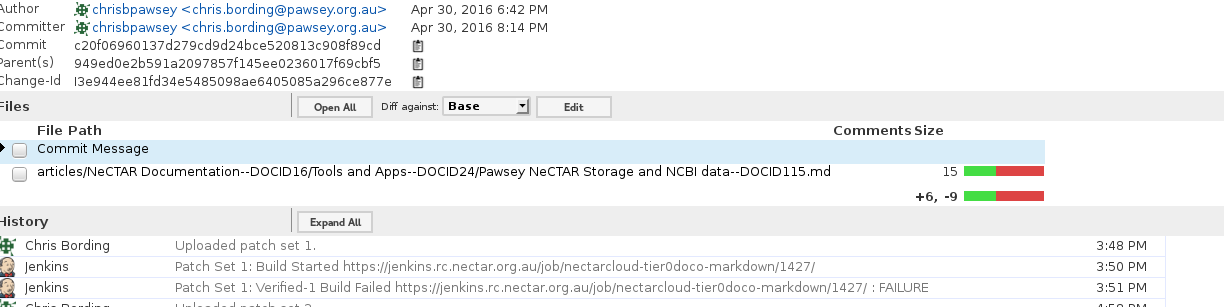 Author chrisbpawsey <chris.bording@pawsey.org.au> Apr 30, 2016 6:42 PM
Committer chrisbpawsey <chris.bording@pawsey.org.au> Apr 30, 2016 8:14 PM
Commit c20f06960137d279cd9d24bce520813c908f89cd
Parent(s) 949ed0e2b591a2097857f145ee0236017f69cbf5
Change-Id I3e944ee81fd34e5485098ae6405085a296ce877e
Files Open All Diff against: Base Edit
File Path Comments Size
Commit Message
articles/NeCTAR Documentation--DOCID16/Tools and Apps--DOCID24/Pawsey NeCTAR Storage and NCBI data--DOCID115.md 15
+6, -9
History Expand All
Chris Bording Uploaded patch set 1. 3:48 PM
Jenkins Patch Set 1: Build Started https://jenkins.rc.nectar.org.au/job/nectarcloud-tier0doco-markdown/1427/ 3:50 PM
Jenkins Patch Set 1: Verified-1 Build Failed https://jenkins.rc.nectar.org.au/job/nectarcloud-tier0doco-markdown/1427/ : FAILURE 3:51 PM
Chris Bording Uploaded patch set 2.